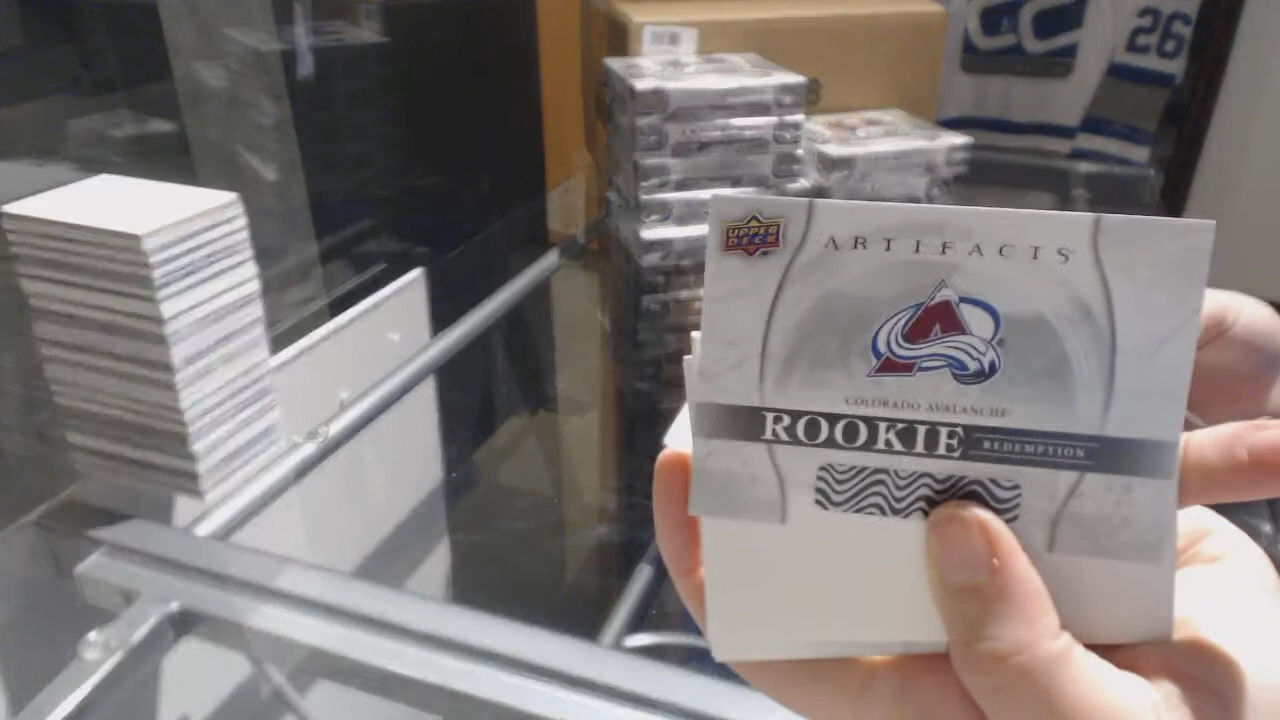 26
UPPER
DECK
ARTIFACTS
COLORADO AVALANCHE
ROOKIE REDEMPTION